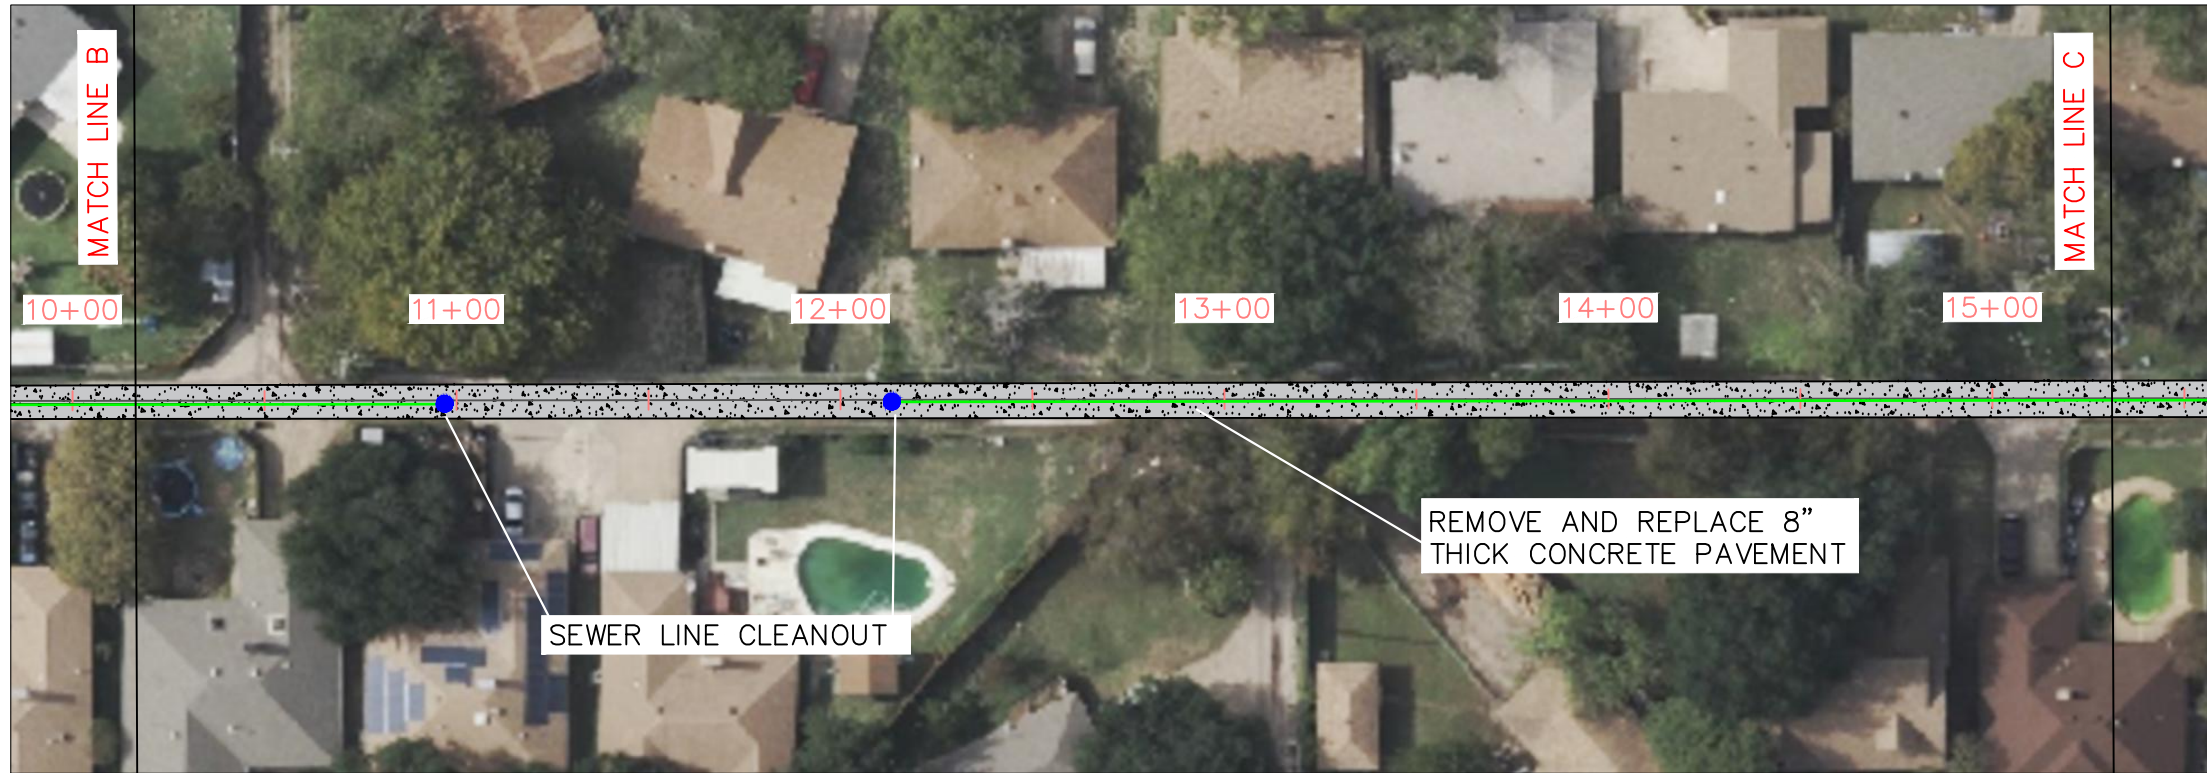 MATCH LINE B
MATCH LINE C
10+00
11+00
12+00
13+00
14+00
15+00
REMOVE AND REPLACE 8”
THICK CONCRETE PAVEMENT
SEWER LINE CLEANOUT